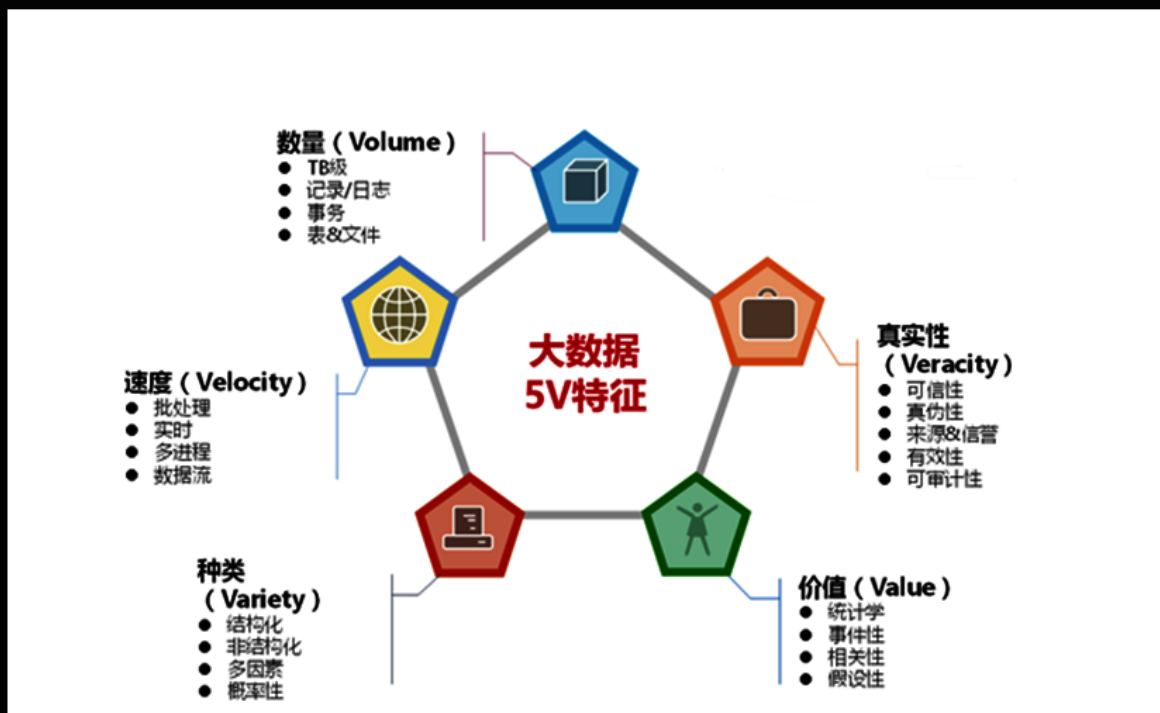 数量（Volume）
● TB级
● 记录/日志
● 事务
● 表&文件
速度（Velocity）
● 批处理
● 实时
● 多进程
● 数据流
大数据
5V特征
真实性
（Veracity）
● 可信性
● 真伪性
● 来源&信誉
● 有效性
● 可审计性
种类
（Variety）
● 结构化
● 非结构化
● 多因素
● 概率性
价值（Value）
● 统计学
● 事件性
● 相关性
● 假设性